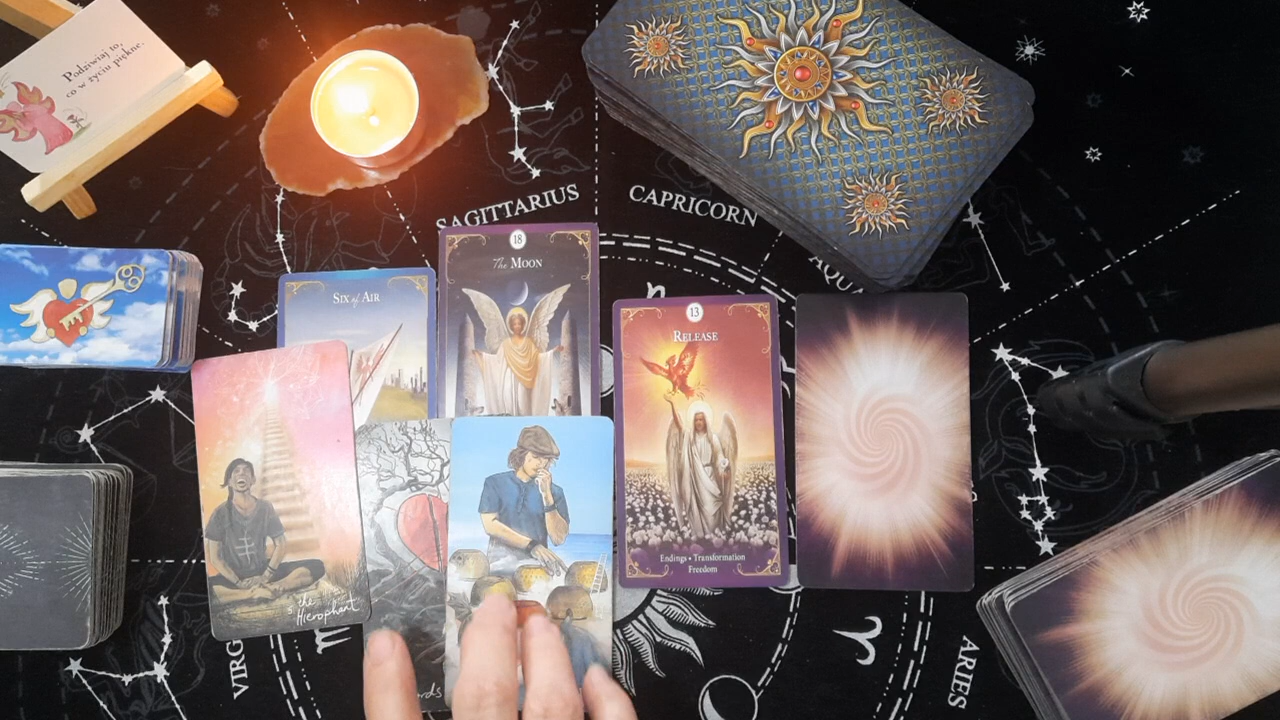 Podziwiaj to,
co w życiu piękne.
SAGITTARIUS
CAPRICORN
18
The MOON
SIX of AIR
13
RELEASE
Endings • Transformation
Freedom
5 the
Hierophant
ARIES